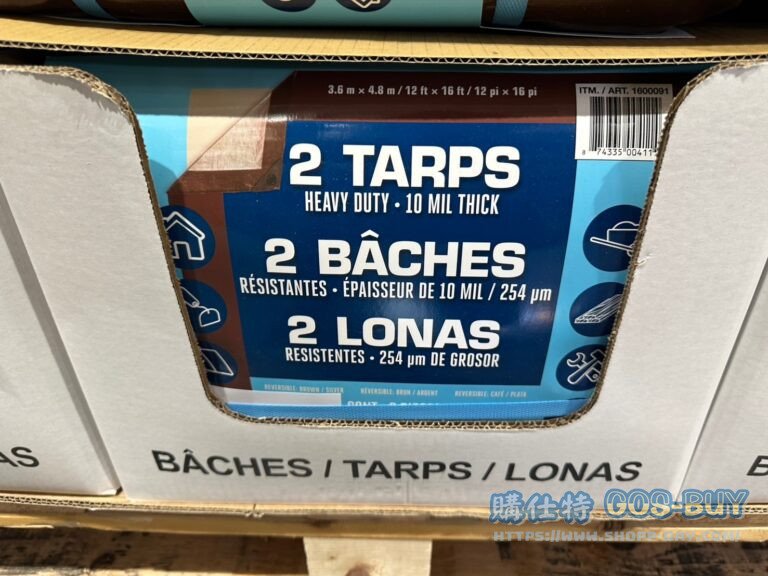 3.6 m × 4.8 m / 12 ft × 16 ft / 12 pi × 16 pi
ITM. / ART. 1600091
74335 00411
2 TARPS
HEAVY DUTY • 10 MIL THICK
2 BÂCHES
RÉSISTANTES • ÉPAISSEUR DE 10 MIL / 254 µm
2 LONAS
RESISTENTES • 254 µm DE GROSOR
REVERSIBLE: BROWN / SILVER
RÉVERSIBLE: BRUN / ARGENT
REVERSIBLE: CAFÉ / PLATA
AS
BÂCHES / TARPS / LONAS
B
購仕特 GOS-BUY